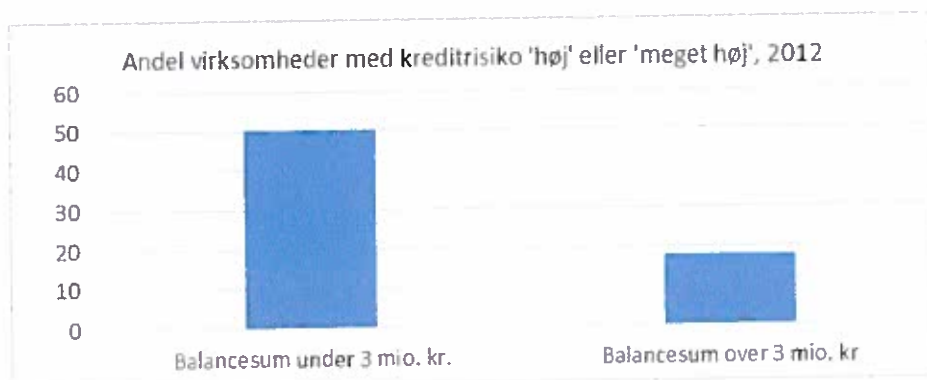 Andel virksomheder med kreditrisiko 'høj' eller 'meget høj', 2012
60
50
40
30
20
10
0
Balancesum under 3 mio. kr.
Balancesum over 3 mio. kr